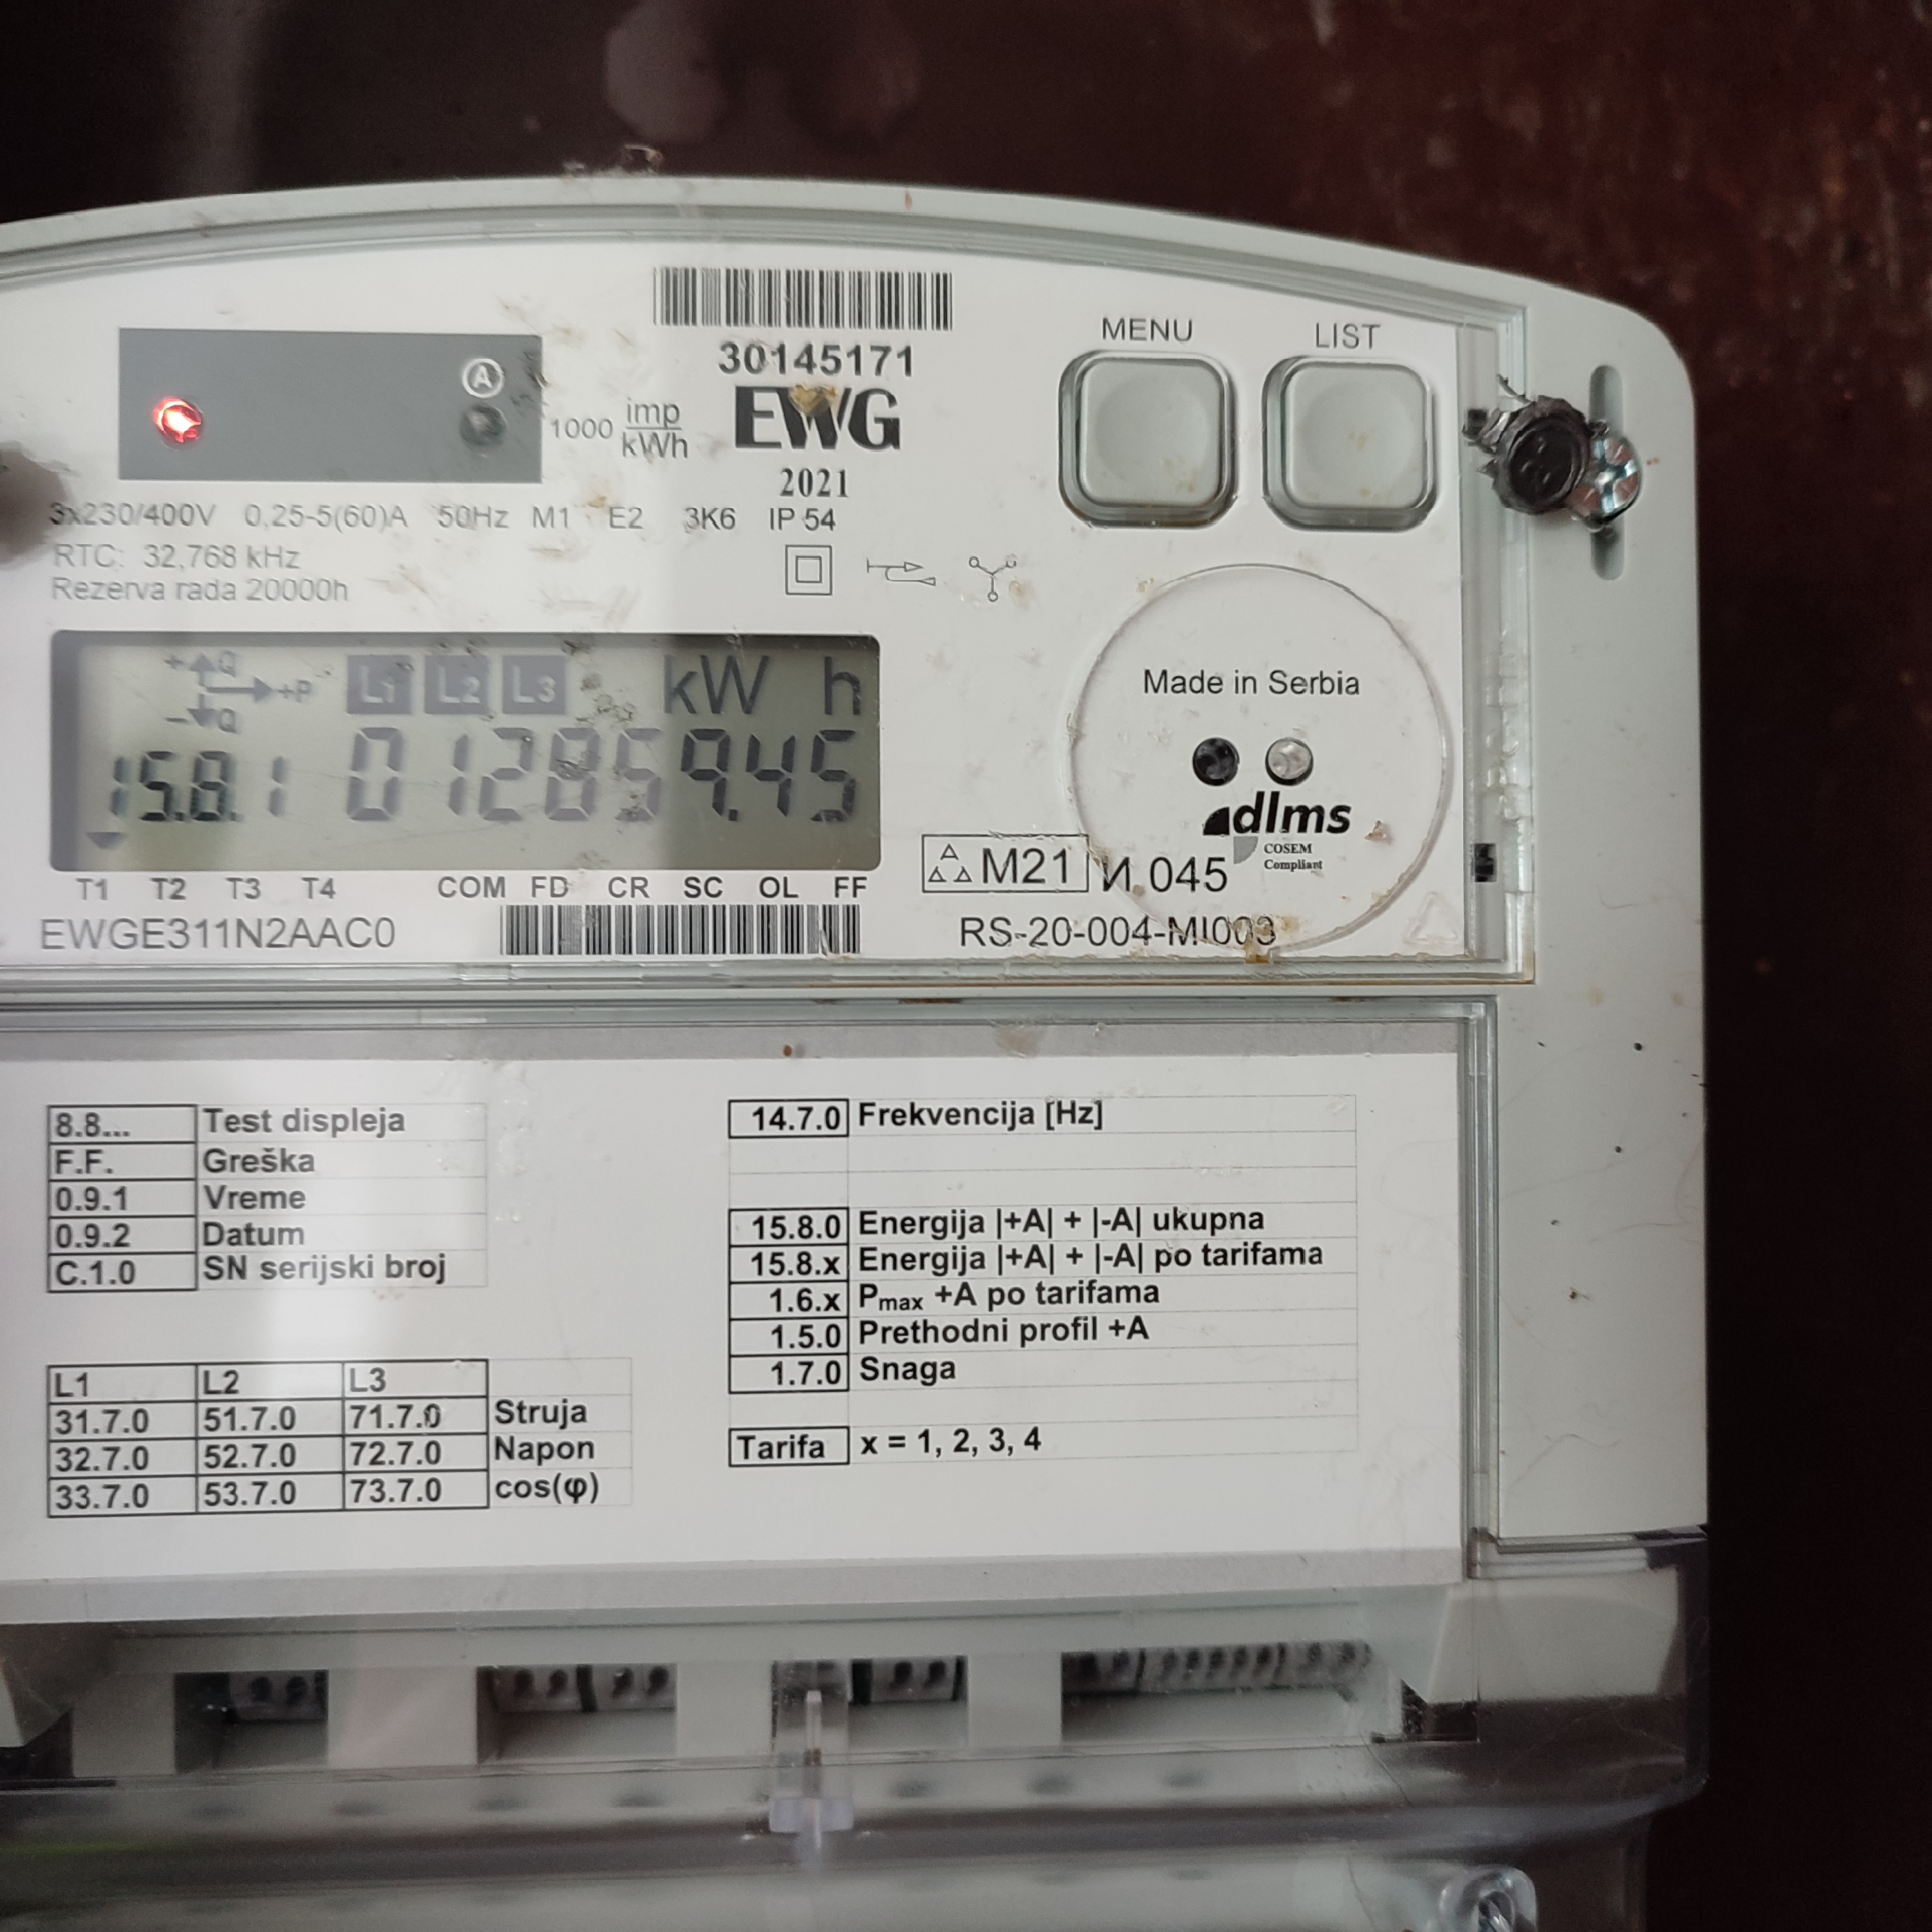 30145171
MENU
LIST
A
1000 imp/kWh
EWG
2021
3x230/400V 0,25-5(60)A 50Hz M1 E2 3K6 IP 54
RTC: 32,768 kHz
Rezerva rada 20000h
+Q
+P
-Q
L1 L2 L3 kW h
15.8.1 012859.45
T1 T2 T3 T4 COM FD CR SC OL FF
EWGE311N2AAC0
Made in Serbia
dlms
COSEM
Compliant
M21 И 045
RS-20-004-MI003
8.8... Test displeja
F.F. Greška
0.9.1 Vreme
0.9.2 Datum
C.1.0 SN serijski broj
L1 L2 L3
31.7.0 51.7.0 71.7.0 Struja
32.7.0 52.7.0 72.7.0 Napon
33.7.0 53.7.0 73.7.0 cos(φ)
14.7.0 Frekvencija [Hz]
15.8.0 Energija |+A| + |-A| ukupna
15.8.x Energija |+A| + |-A| po tarifama
1.6.x Pmax +A po tarifama
1.5.0 Prethodni profil +A
1.7.0 Snaga
Tarifa x = 1, 2, 3, 4